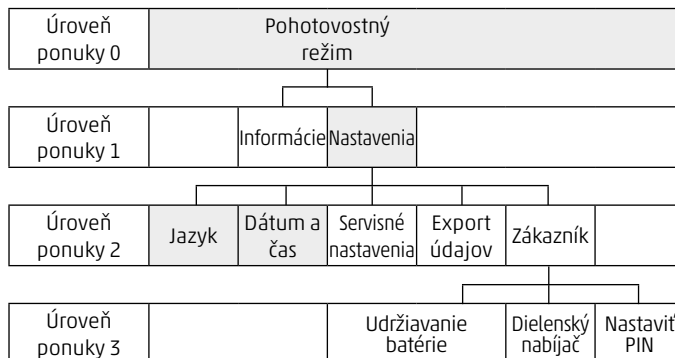 Úroveň
ponuky 0
Pohotovostný
režim
Úroveň
ponuky 1
Informácie
Nastavenia
Úroveň
ponuky 2
Jazyk
Dátum a
čas
Servisné
nastavenia
Export
údajov
Zákazník
Úroveň
ponuky 3
Udržiavanie
batérie
Dielenský
nabíjač
Nastaviť
PIN